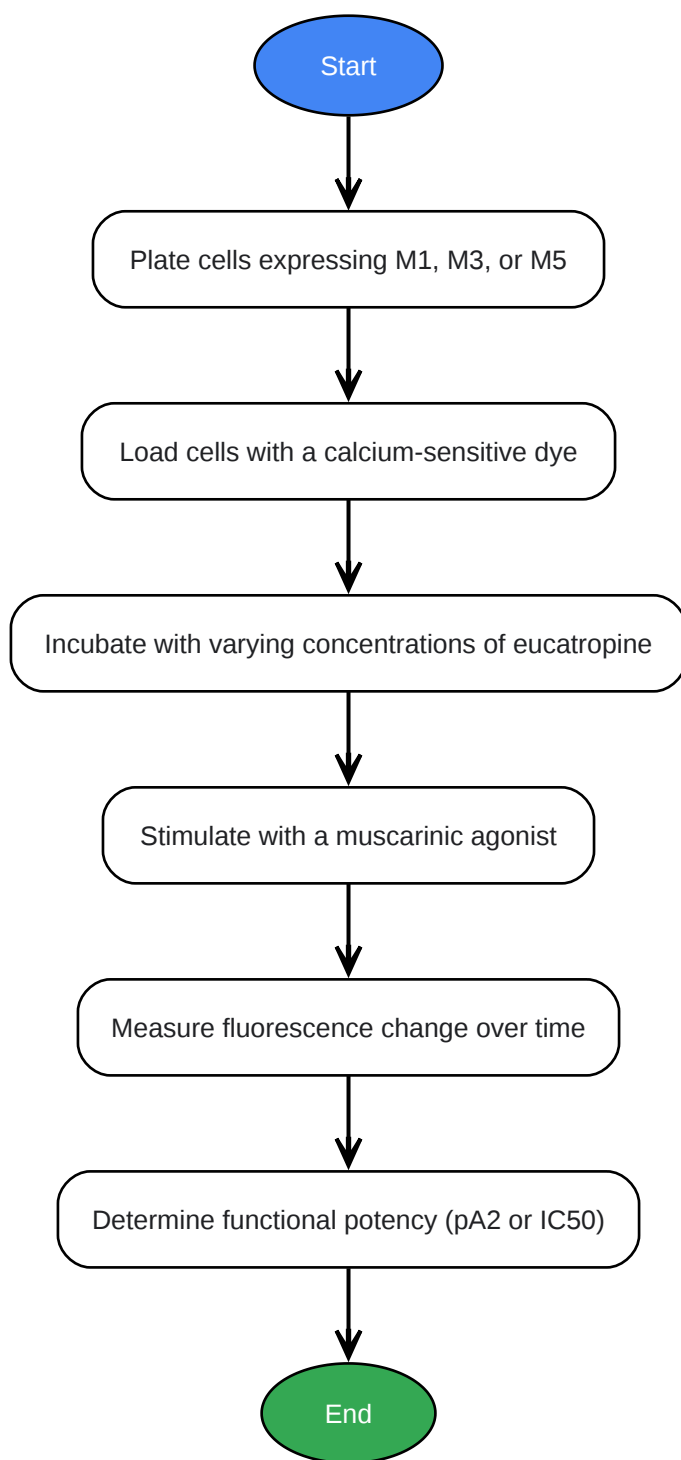 Start
Plate cells expressing M1, M3, or M5
Load cells with a calcium-sensitive dye
Incubate with varying concentrations of eucatropine
Stimulate with a muscarinic agonist
Measure fluorescence change over time
Determine functional potency (pA2 or IC50)
End